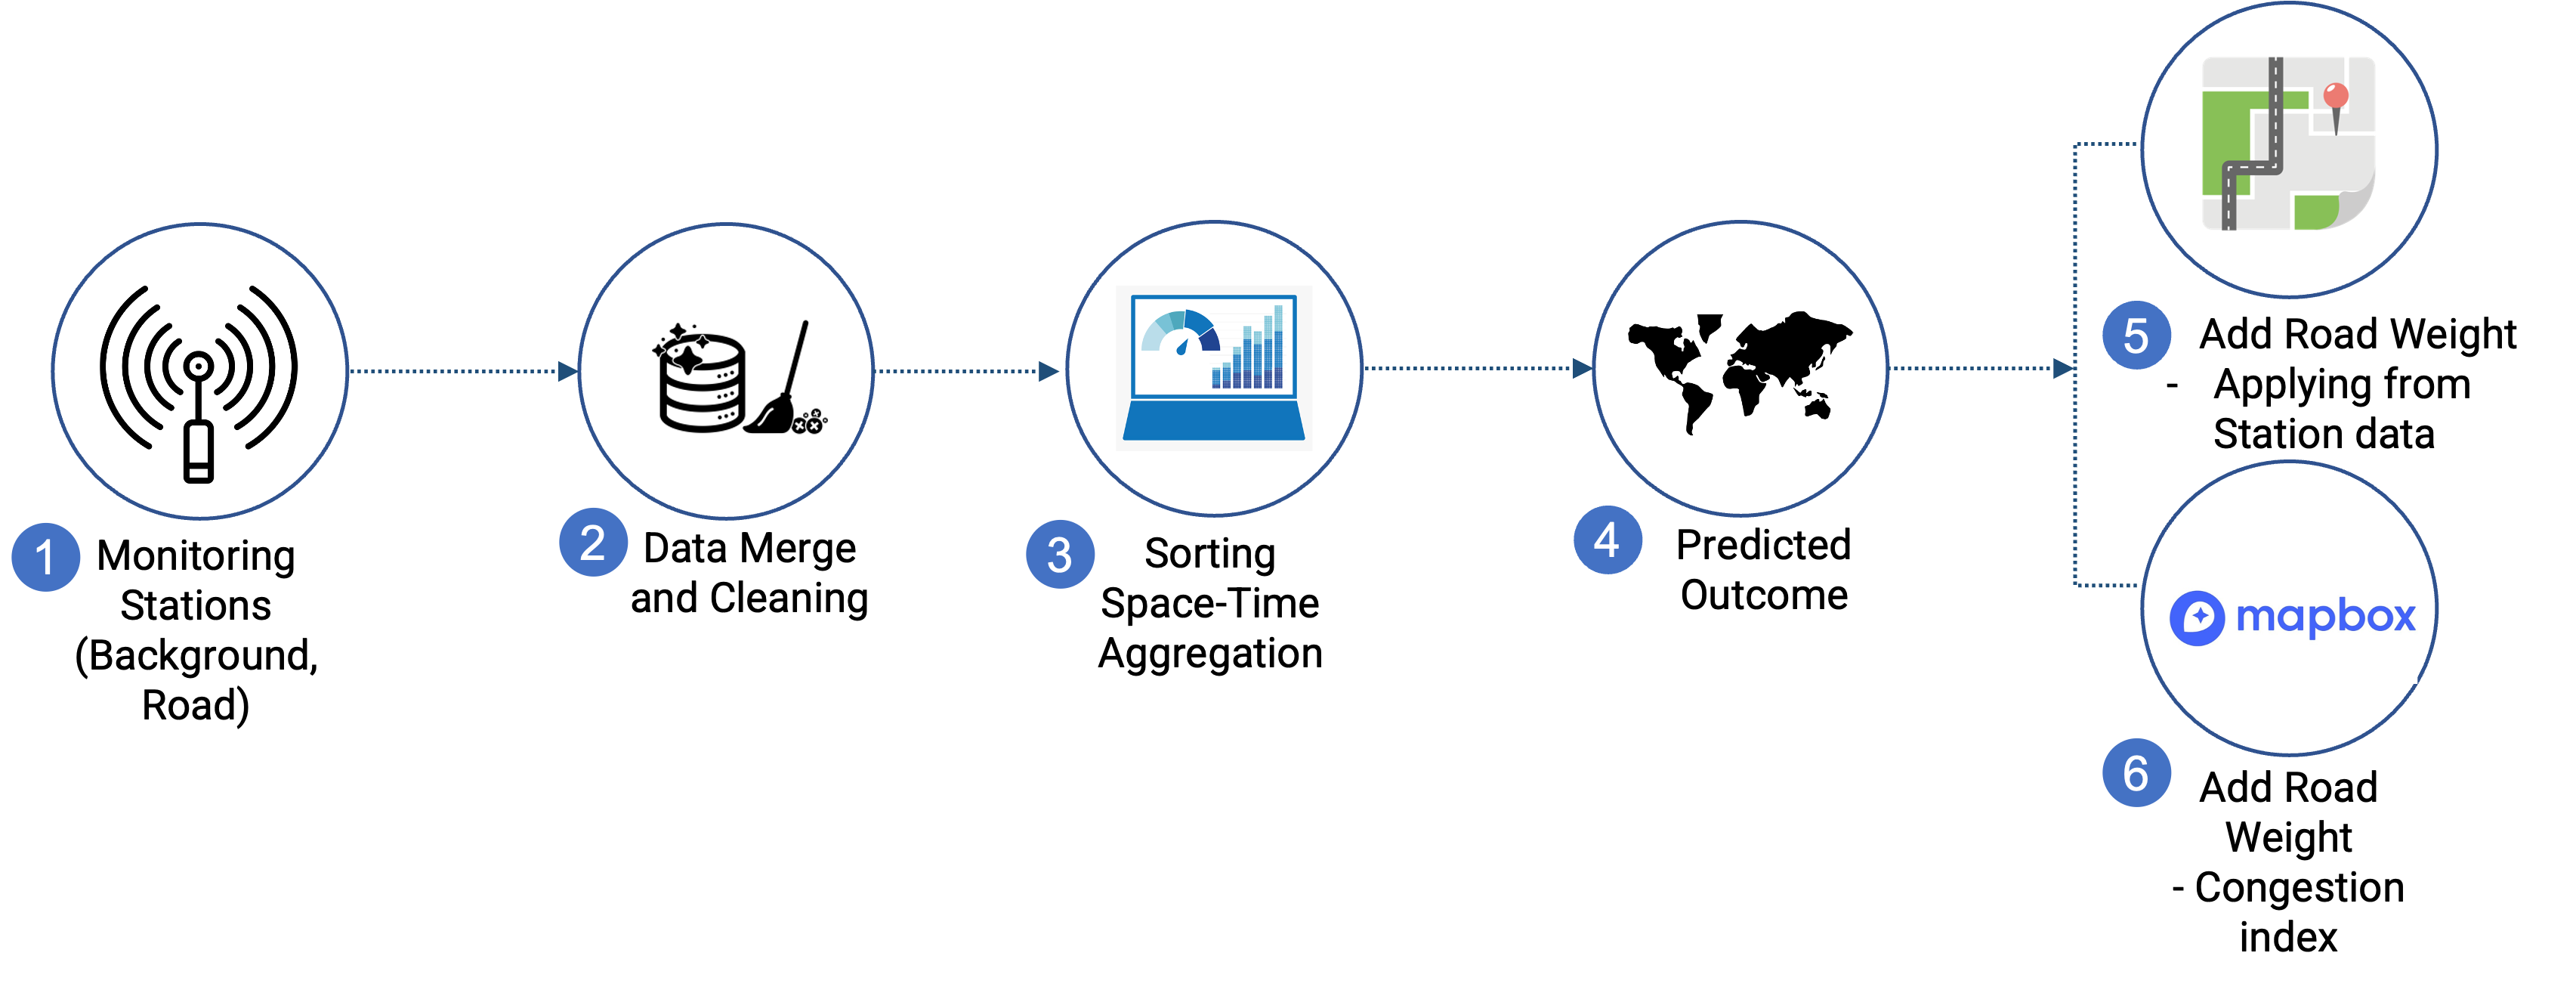 1
Monitoring
Stations
(Background,
Road)
2
Data Merge
and Cleaning
3
Sorting
Space-Time
Aggregation
4
Predicted
Outcome
5
Add Road Weight
- Applying from
Station data
mapbox
6
Add Road
Weight
- Congestion
index